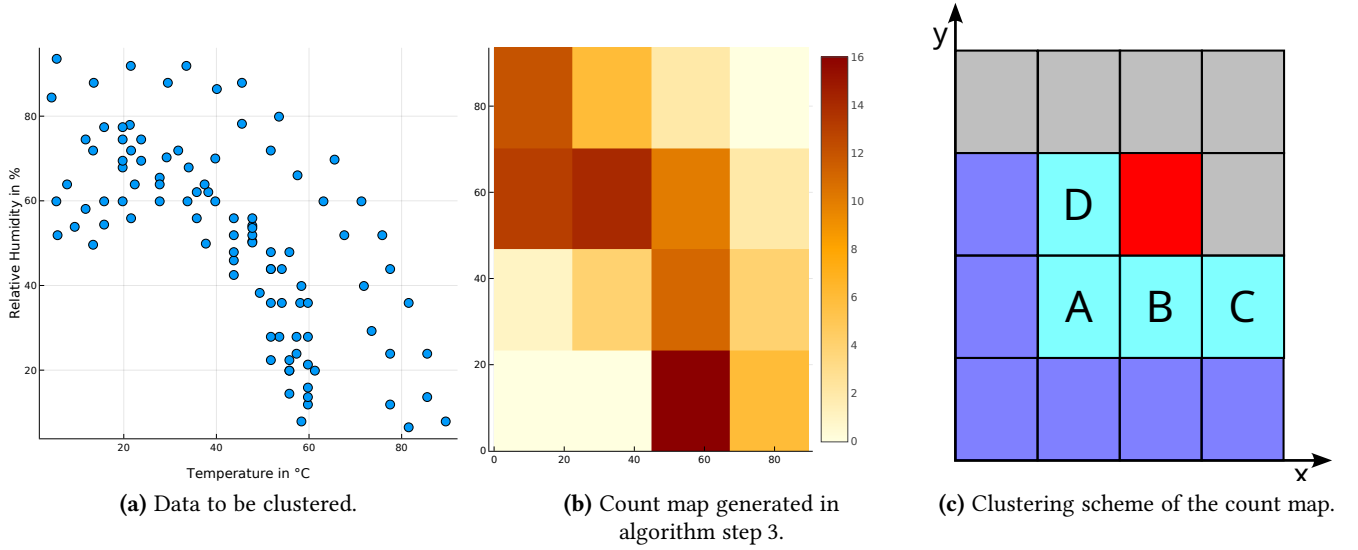 80
60
40
20
20
40
60
80
Relative Humidity in %
Temperature in °C
(a) Data to be clustered.
80
60
40
20
0
0
20
40
60
80
16
14
12
10
8
6
4
2
0
(b) Count map generated in
algorithm step 3.
y
D
A
B
C
x
(c) Clustering scheme of the count map.